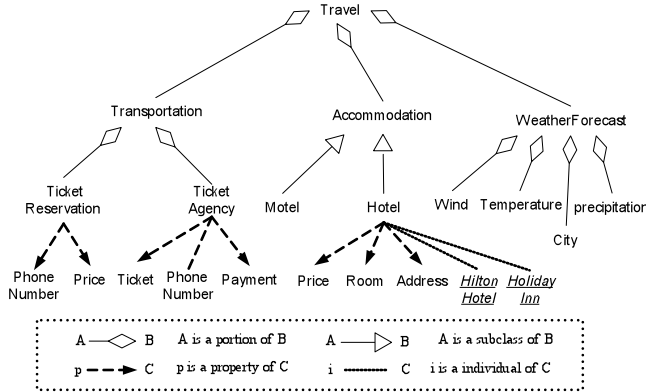 Travel
Transportation
Accommodation
WeatherForecast
Ticket
Reservation
Ticket
Agency
Motel
Hotel
Wind
Temperature
precipitatior
City
Phone
Number
Price
Ticket
Phone
Number
Payment
Price
Room
Address
Hilton
Hotel
Holiday
Inn
A B A is a portion of B
A B A is a subclass of B
p C p is a property of C
i C i is a individual of C